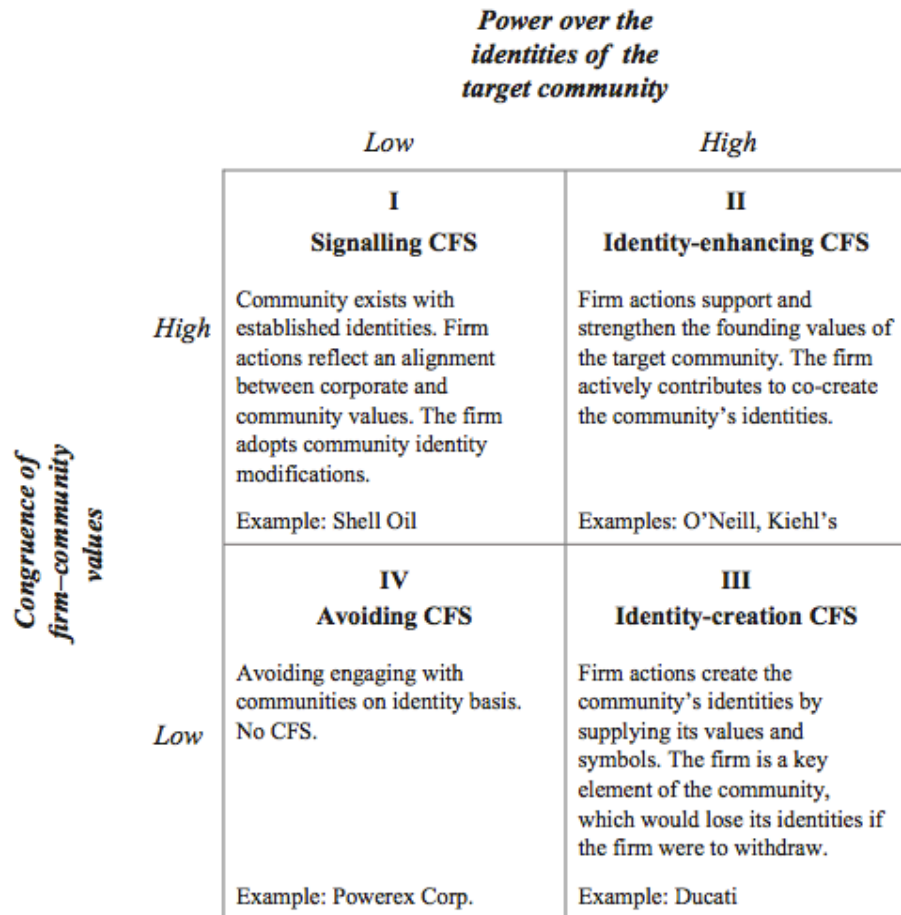 Power over the
identities of the
target community
Low
High
Congruence of
firm–community
values
High
I
Signalling CFS
Community exists with
established identities. Firm
actions reflect an alignment
between corporate and
community values. The firm
adopts community identity
modifications.
Example: Shell Oil
II
Identity-enhancing CFS
Firm actions support and
strengthen the founding values of
the target community. The firm
actively contributes to co-create
the community’s identities.
Examples: O’Neill, Kiehl’s
Low
IV
Avoiding CFS
Avoiding engaging with
communities on identity basis.
No CFS.
Example: Powerex Corp.
III
Identity-creation CFS
Firm actions create the
community’s identities by
supplying its values and
symbols. The firm is a key
element of the community,
which would lose its identities if
the firm were to withdraw.
Example: Ducati